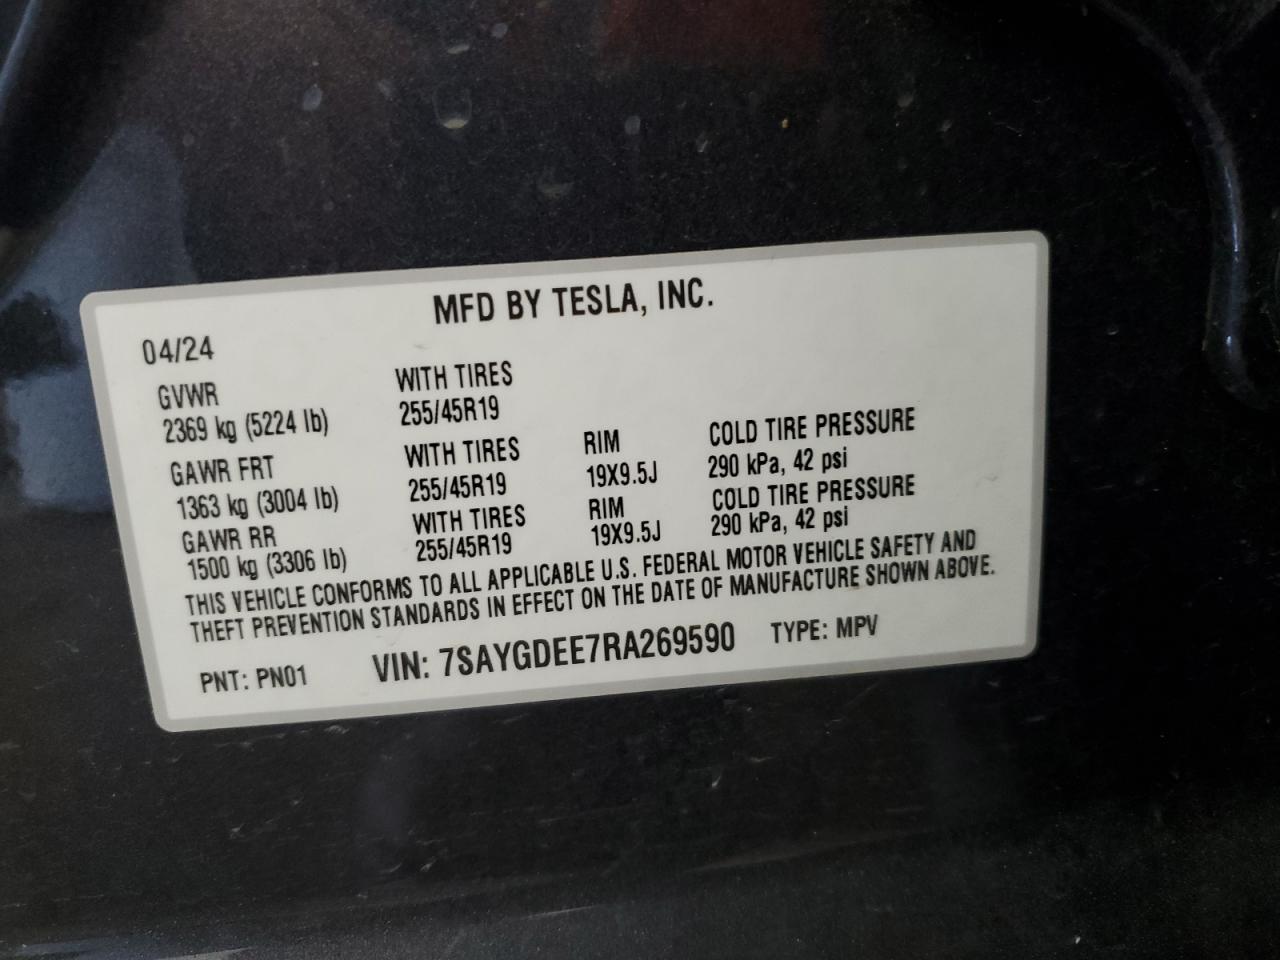 MFD BY TESLA, INC.
04/24
GVWR WITH TIRES
2369 kg (5224 lb) 255/45R19
GAWR FRT WITH TIRES RIM COLD TIRE PRESSURE
1363 kg (3004 lb) 255/45R19 19X9.5J 290 kPa, 42 psi
GAWR RR WITH TIRES RIM COLD TIRE PRESSURE
1500 kg (3306 lb) 255/45R19 19X9.5J 290 kPa, 42 psi
THIS VEHICLE CONFORMS TO ALL APPLICABLE U.S. FEDERAL MOTOR VEHICLE SAFETY AND
THEFT PREVENTION STANDARDS IN EFFECT ON THE DATE OF MANUFACTURE SHOWN ABOVE.
PNT: PN01 VIN: 7SAYGDEE7RA269590 TYPE: MPV